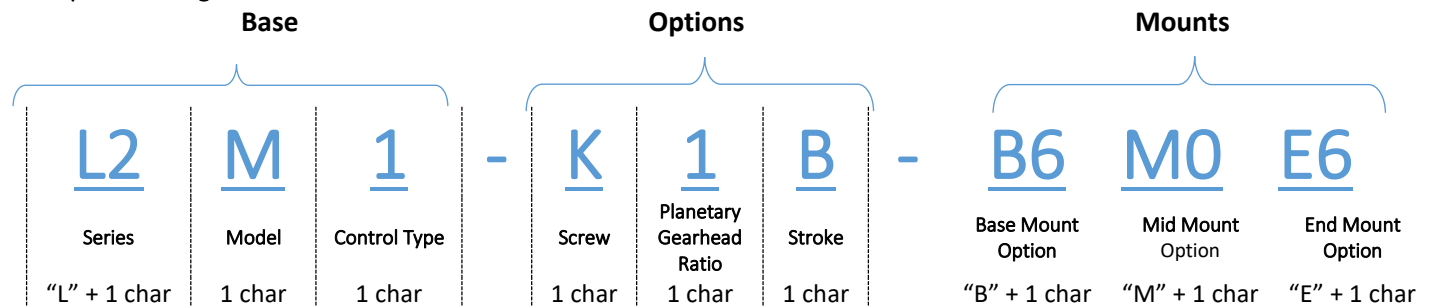 Base Options Mounts
L2 M 1 - K 1 B - B6 M0 E6
Series Model Control Type Screw Planetary Gearhead Ratio Stroke Base Mount Option Mid Mount Option End Mount Option
“L” + 1 char 1 char 1 char 1 char 1 char 1 char “B” + 1 char “M” + 1 char “E” + 1 char